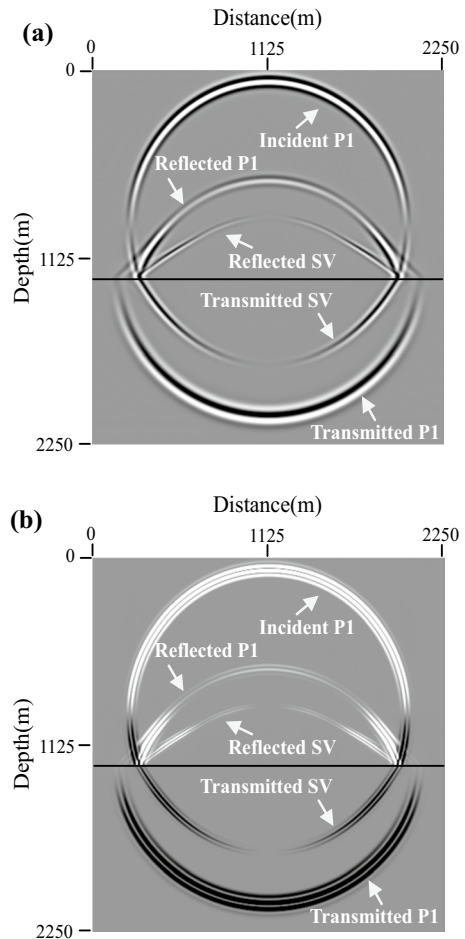 Distance(m)
(a)
0 1125 2250
0
Incident P1
Reflected P1
Depth(m)
1125
Reflected SV
Transmitted SV
Transmitted P1
2250
Distance(m)
(b)
0 1125 2250
0
Incident P1
Reflected P1
Depth(m)
1125
Reflected SV
Transmitted SV
Transmitted P1
2250